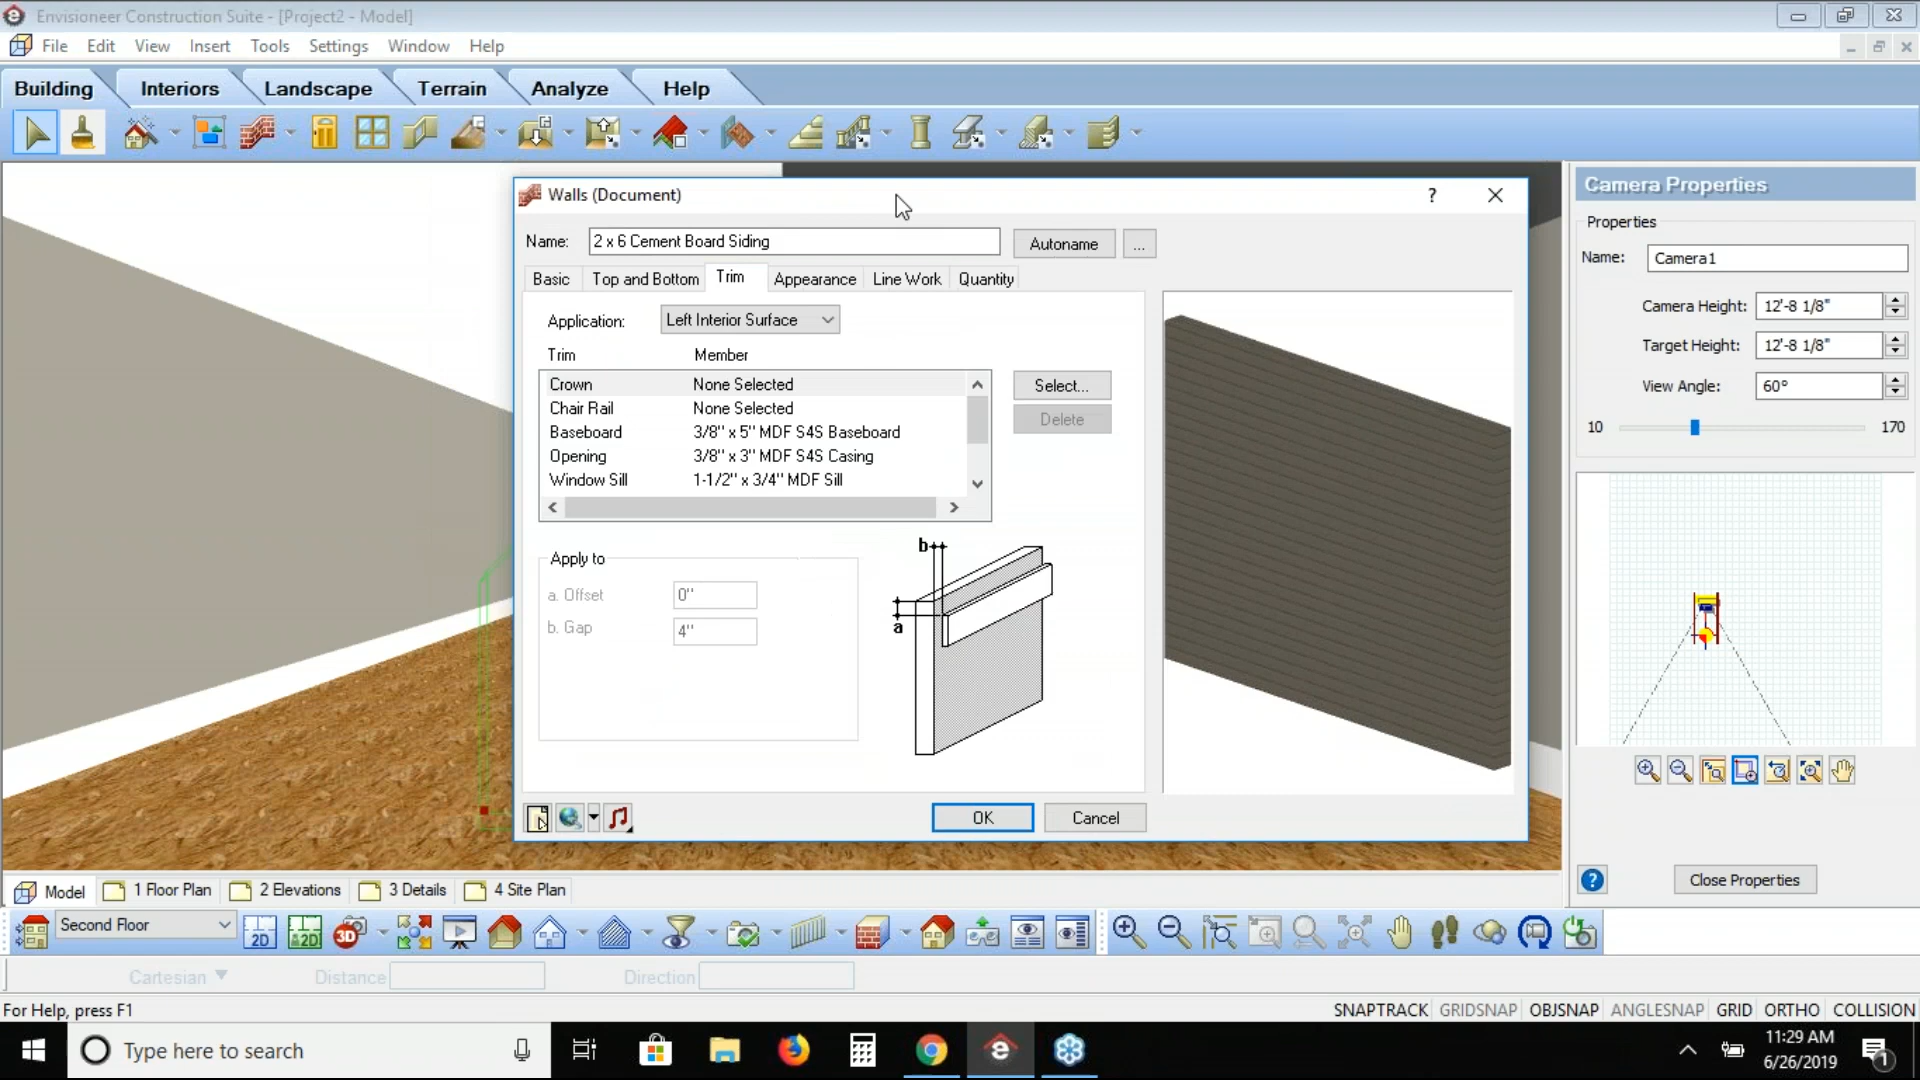 Envisioneer Construction Suite - [Project2 - Model]
File Edit View Insert Tools Settings Window Help
Building Interiors Landscape Terrain Analyze Help
Walls (Document)
?
Name: 2 x 6 Cement Board Siding Autoname ...
Basic Top and Bottom Trim Appearance Line Work Quantity
Application: Left Interior Surface
Trim Member
Crown None Selected
Chair Rail None Selected
Baseboard 3/8" x 5" MDF S4S Baseboard
Opening 3/8" x 3" MDF S4S Casing
Window Sill 1-1/2" x 3/4" MDF Sill
Select...
Delete
Apply to
a. Offset 0"
b. Gap 4"
b
a
OK Cancel
Camera Properties
Properties
Name: Camera1
Camera Height: 12'-8 1/8"
Target Height: 12'-8 1/8"
View Angle: 60°
10 170
? Close Properties
Model 1 Floor Plan 2 Elevations 3 Details 4 Site Plan
Second Floor 2D 2D 3D
Cartesian Distance Direction
For Help, press F1
SNAPTRACK GRIDSNAP OBJSNAP ANGLESNAP GRID ORTHO COLLISION
Type here to search
11:29 AM
6/26/2019
1